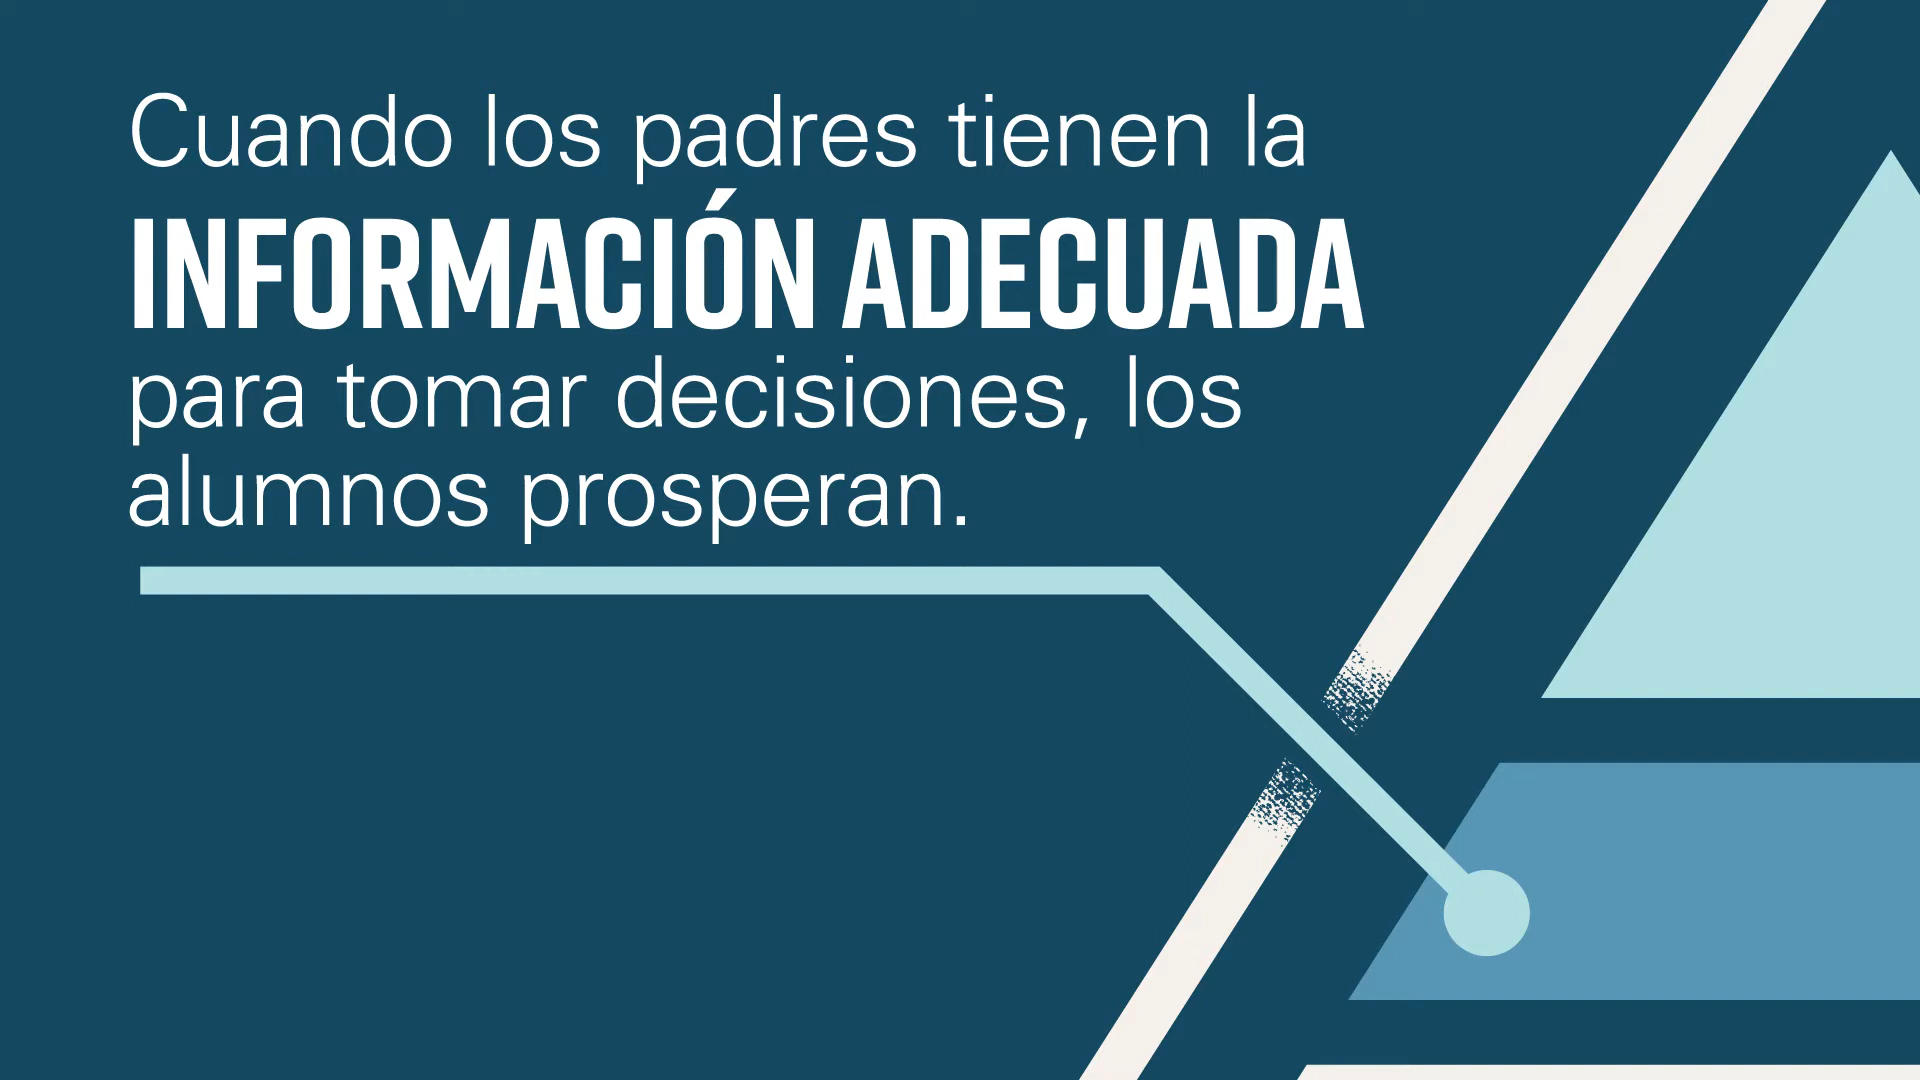 Cuando los padres tienen la
INFORMACIÓN ADECUADA
para tomar decisiones, los
alumnos prosperan.